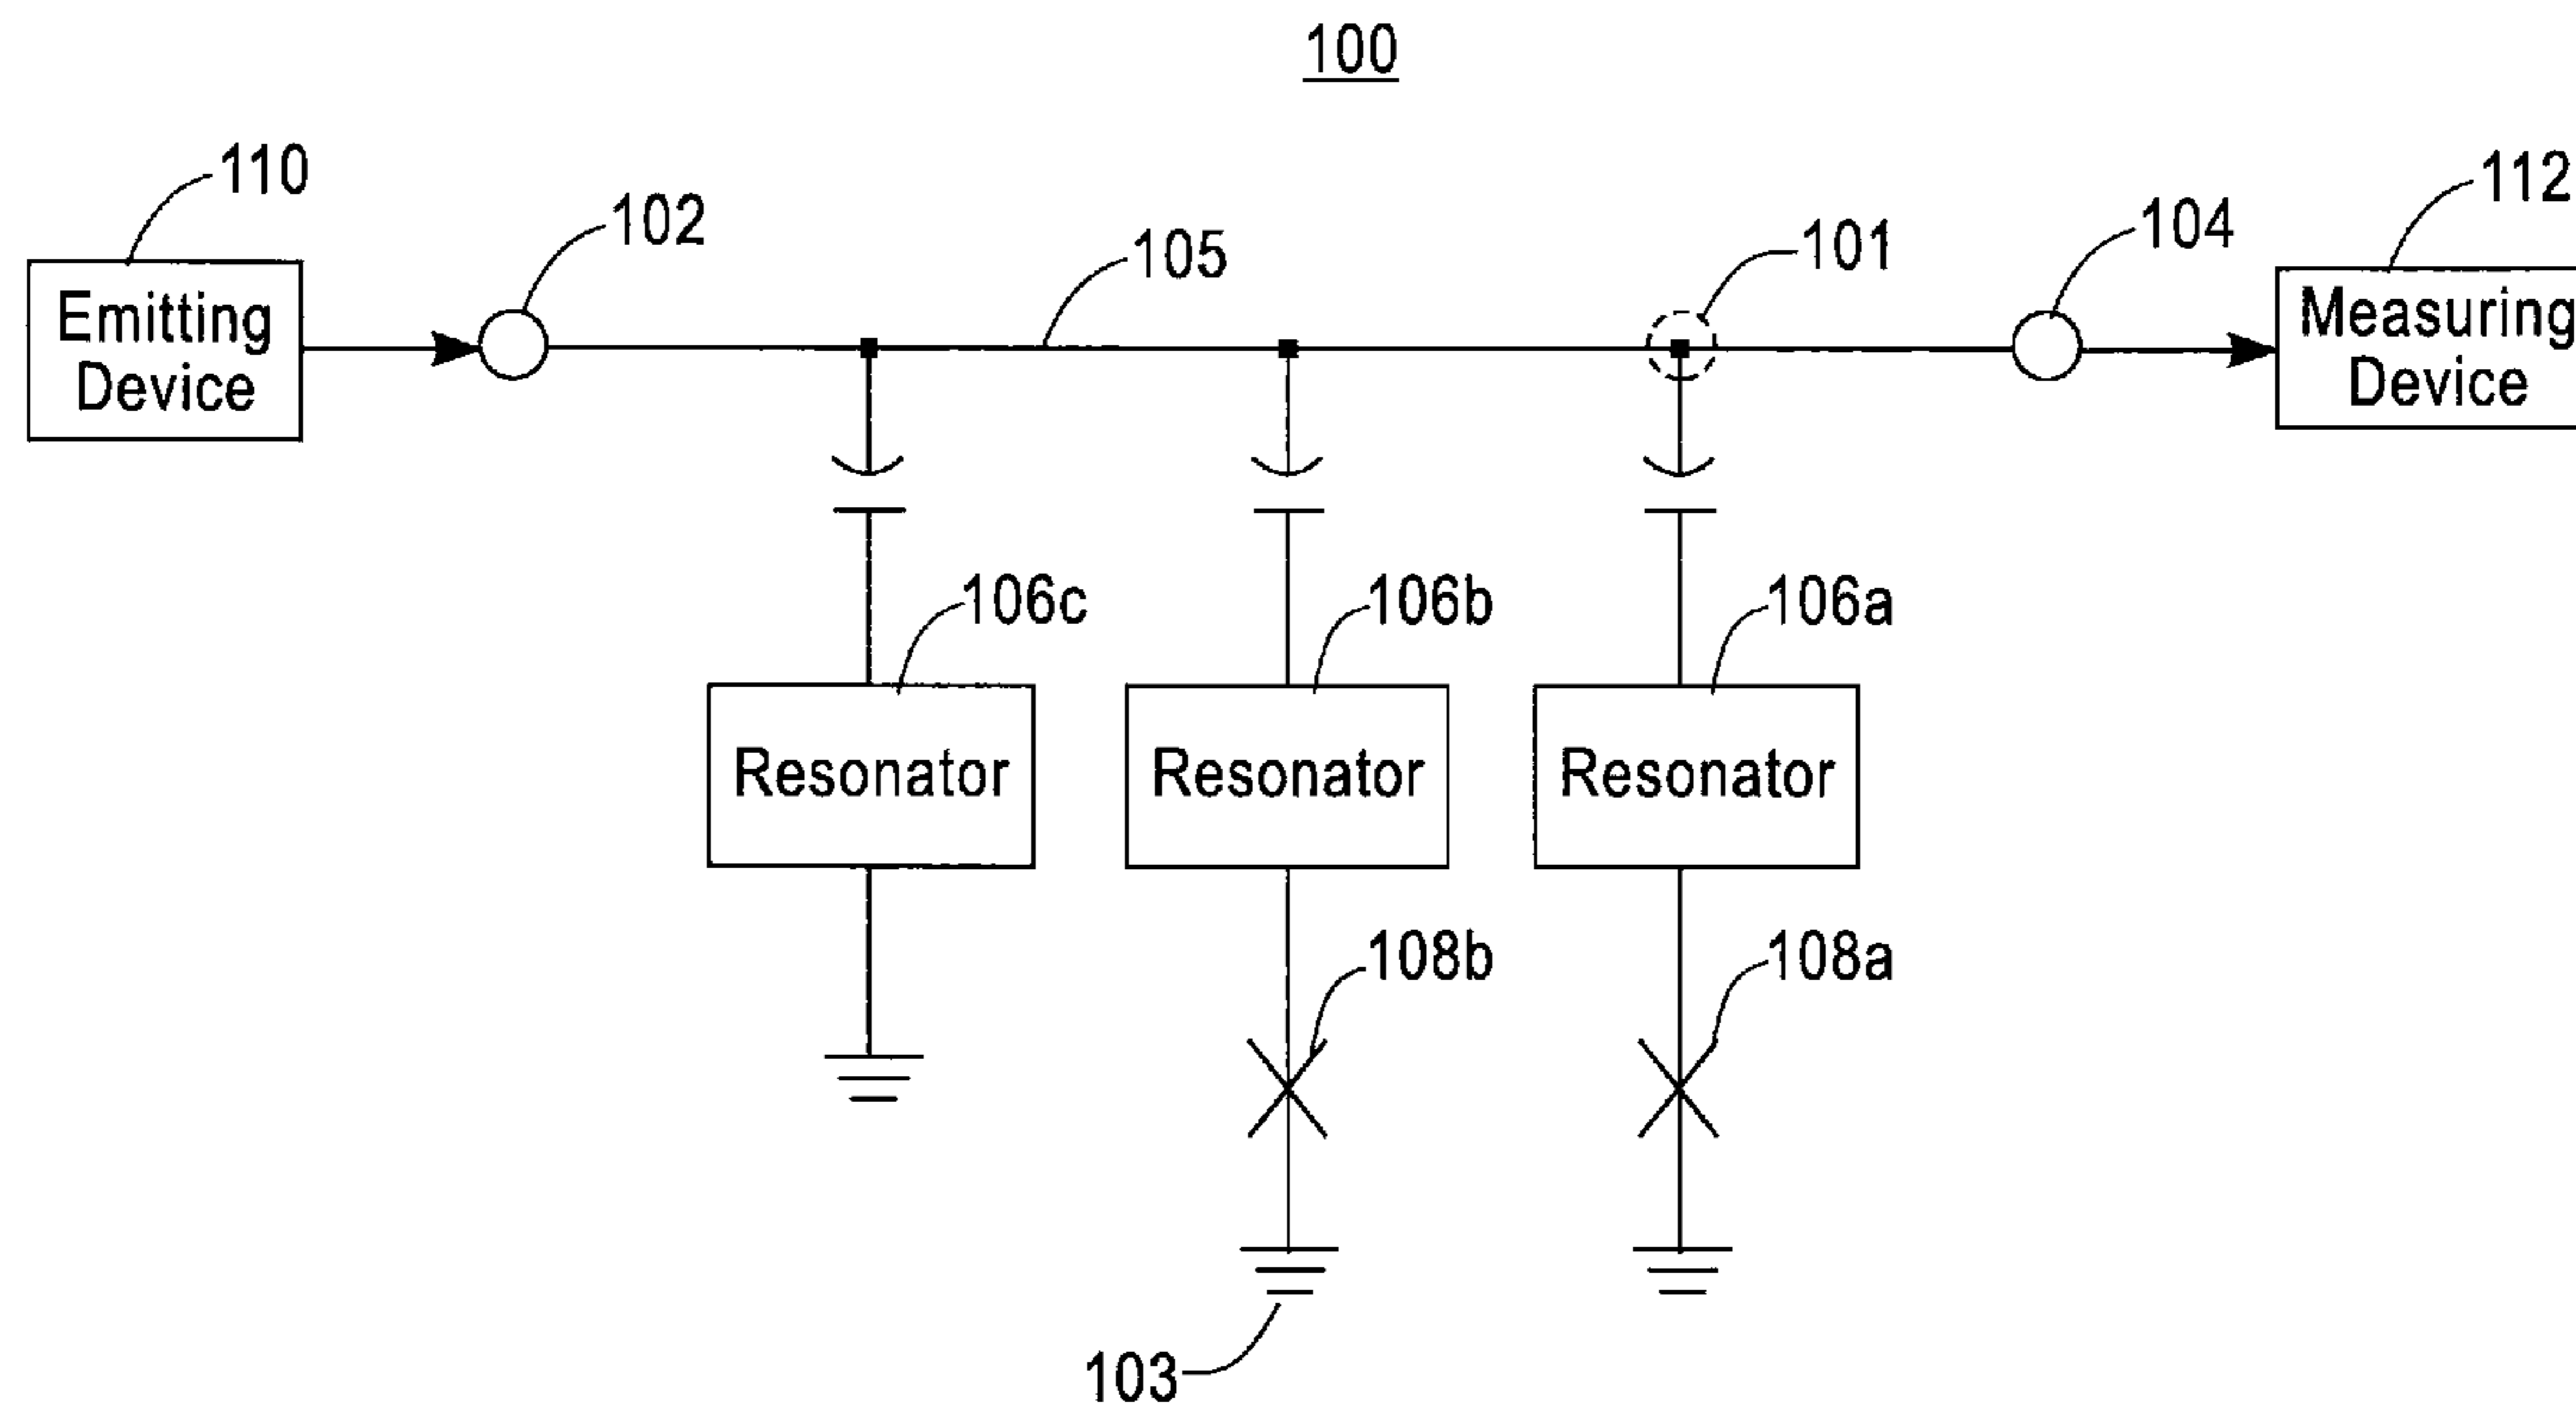 100
110
102
105
101
104
112
Emitting
Device
Measuring
Device
106c
106b
106a
Resonator
Resonator
Resonator
108b
108a
103